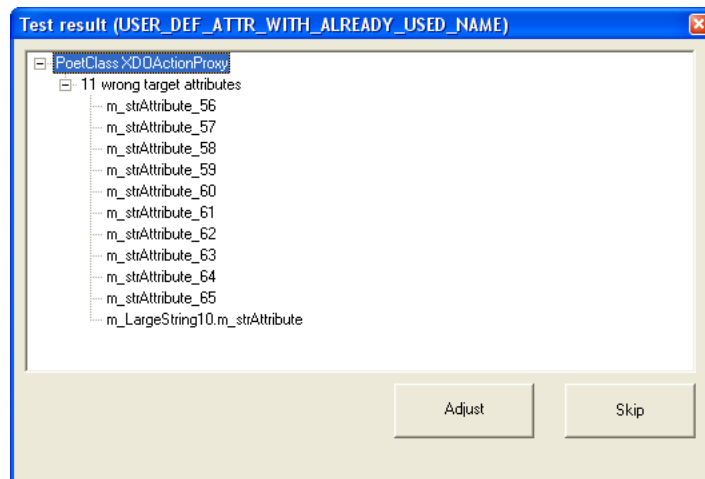 Test result (USER_DEF_ATTR_WITH_ALREADY_USED_NAME)
PoetClass XDOActionProxy
11 wrong target attributes
m_strAttribute_56
m_strAttribute_57
m_strAttribute_58
m_strAttribute_59
m_strAttribute_60
m_strAttribute_61
m_strAttribute_62
m_strAttribute_63
m_strAttribute_64
m_strAttribute_65
m_LargeString10.m_strAttribute
Adjust Skip